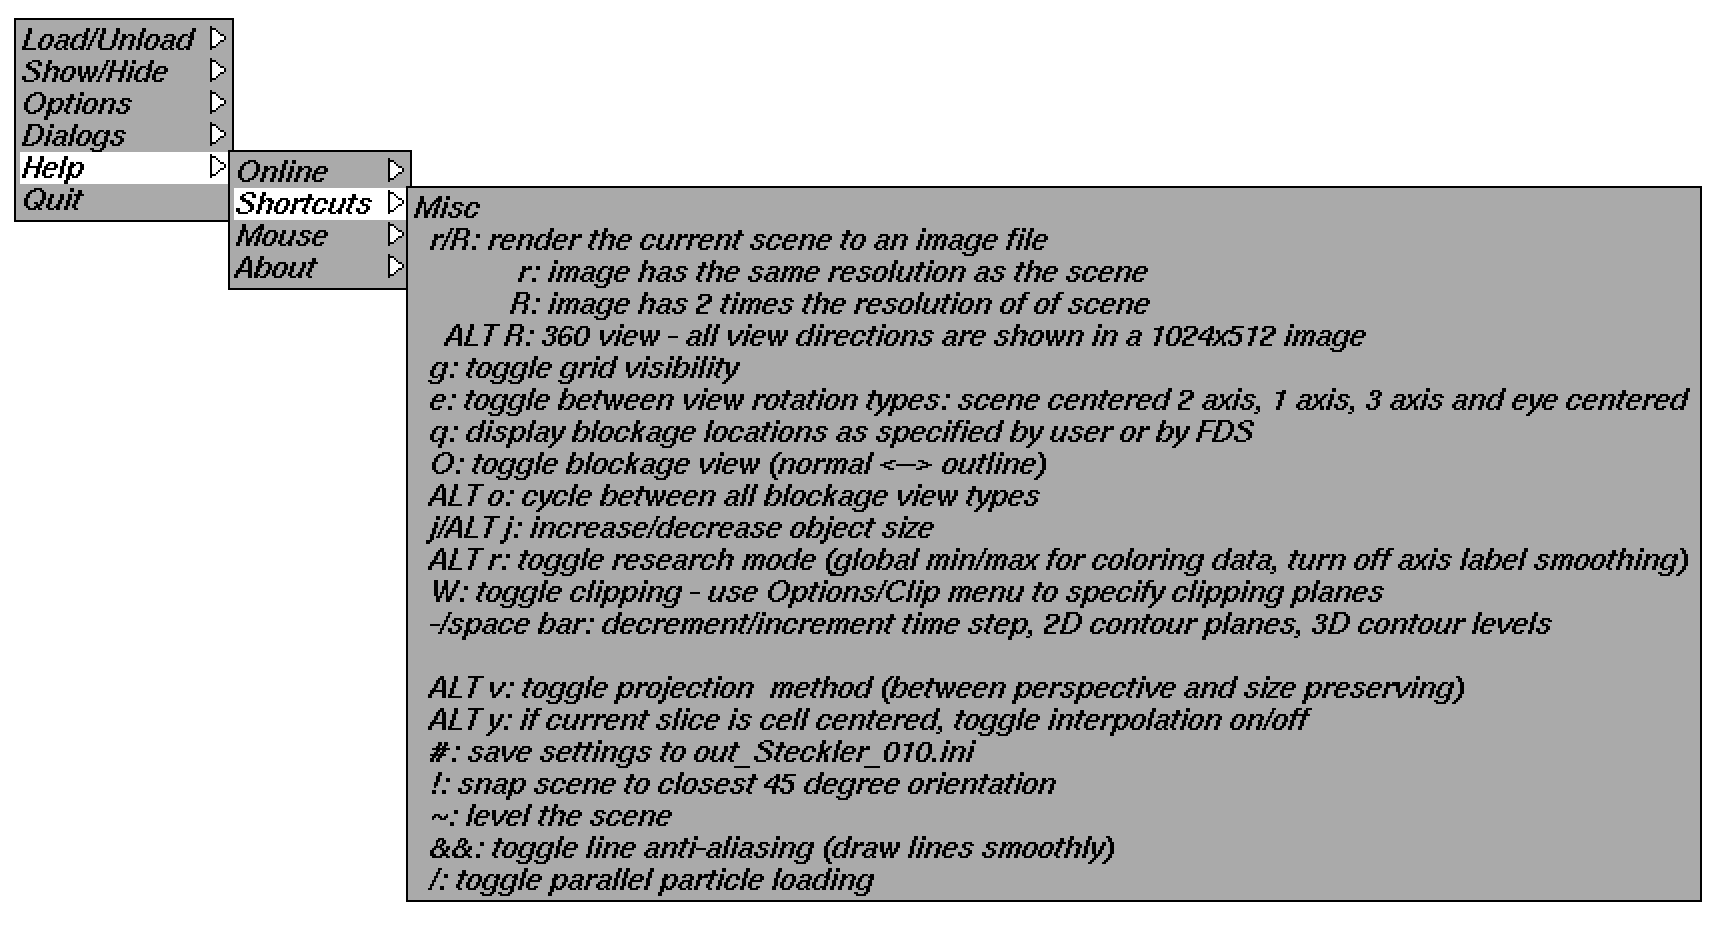 Load/Unload
Show/Hide
Options
Dialogs
Help
Quit
Online
Shortcuts
Mouse
About
Misc
r/R: render the current scene to an image file
r: image has the same resolution as the scene
R: image has 2 times the resolution of of scene
ALT R: 360 view - all view directions are shown in a 1024x512 image
g: toggle grid visibility
e: toggle between view rotation types: scene centered 2 axis, 1 axis, 3 axis and eye centered
q: display blockage locations as specified by user or by FDS
O: toggle blockage view (normal <--> outline)
ALT o: cycle between all blockage view types
j/ALT j: increase/decrease object size
ALT r: toggle research mode (global min/max for coloring data, turn off axis label smoothing)
W: toggle clipping - use Options/Clip menu to specify clipping planes
-/space bar: decrement/increment time step, 2D contour planes, 3D contour levels
ALT v: toggle projection  method (between perspective and size preserving)
ALT y: if current slice is cell centered, toggle interpolation on/off
#: save settings to out_Steckler_010.ini
!: snap scene to closest 45 degree orientation
~: level the scene
&&: toggle line anti-aliasing (draw lines smoothly)
/: toggle parallel particle loading